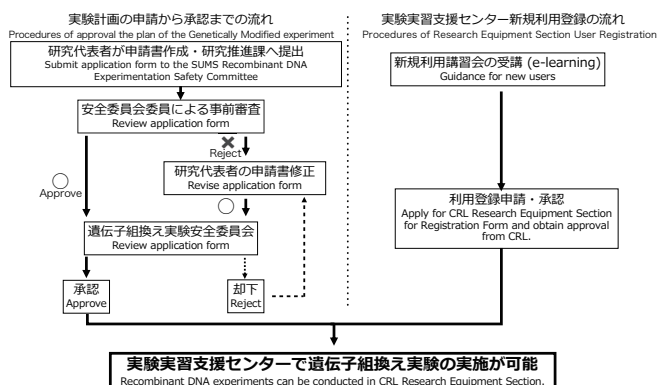 実験計画の申請から承認までの流れ
Procedures of approval the plan of the Genetically Modified experiment
研究代表者が申請書作成・研究推進課へ提出
Submit application form to the SUMS Recombinant DNA
Experimentation Safety Committee
安全委員会委員による事前審査
Review application form
Reject
研究代表者の申請書修正
Revise application form
Approve
遺伝子組換え実験安全委員会
Review application form
承認
Approve
却下
Reject
実験実習支援センター新規利用登録の流れ
Procedures of Research Equipment Section User Registration
新規利用講習会の受講 (e-learning)
Guidance for new users
利用登録申請・承認
Apply for CRL Research Equipment Section
for Registration Form and obtain approval
from CRL.
実験実習支援センターで遺伝子組換え実験の実施が可能
Recombinant DNA experiments can be conducted in CRL Research Equipment Section.